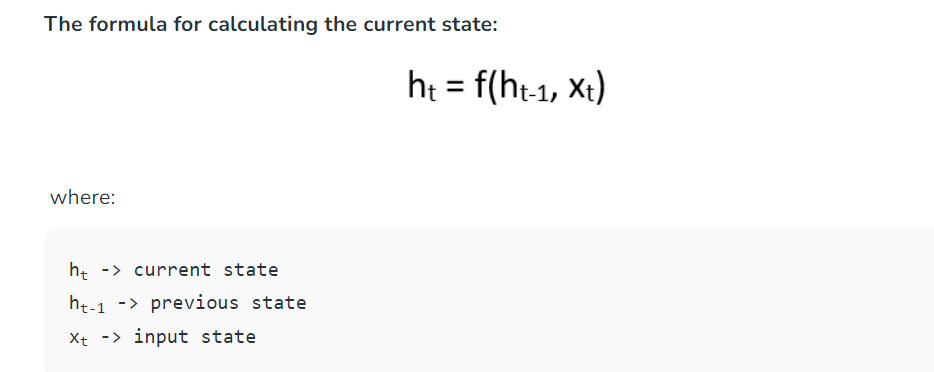 The formula for calculating the current state:
hₜ = f(hₜ₋₁, xₜ)
where:
hₜ -> current state
hₜ₋₁ -> previous state
xₜ -> input state